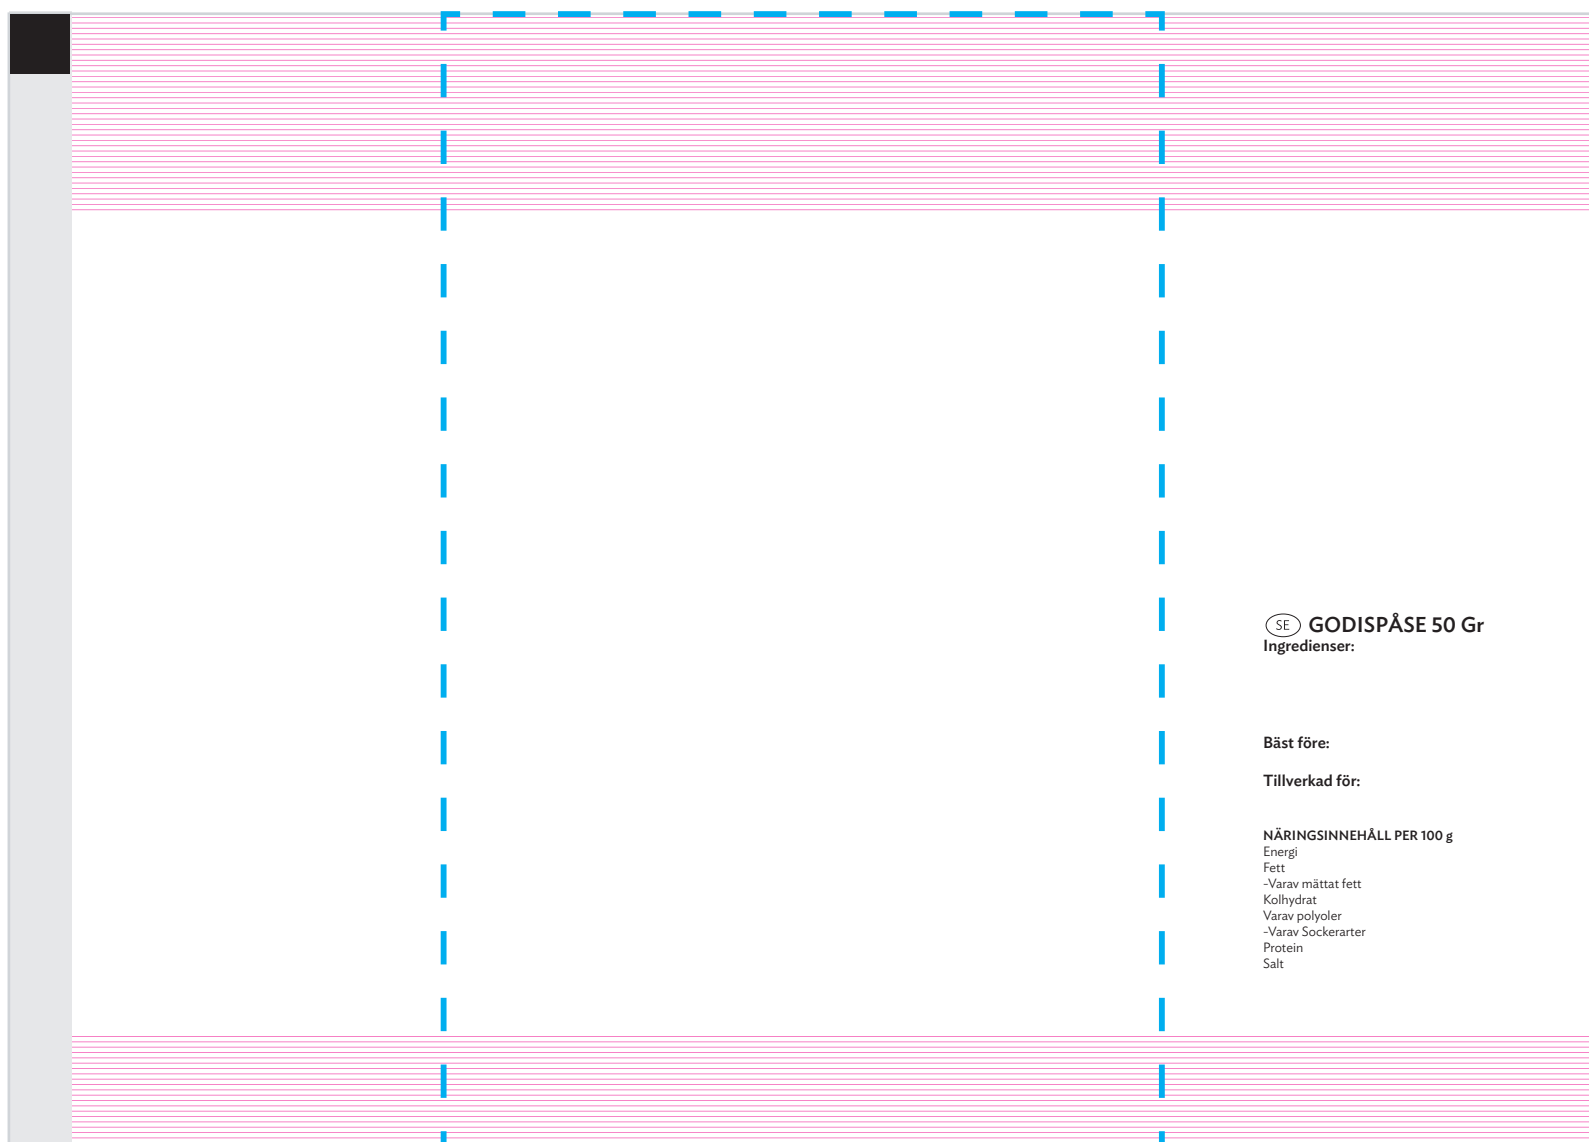 SE GODISPÅSE 50 Gr
Ingredienser:
Bäst före:
Tillverkad för:
NÄRINGSINNEHÅLL PER 100 g
Energi
Fett
-Varav mättat fett
Kolhydrat
Varav polyoler
-Varav Sockerarter
Protein
Salt